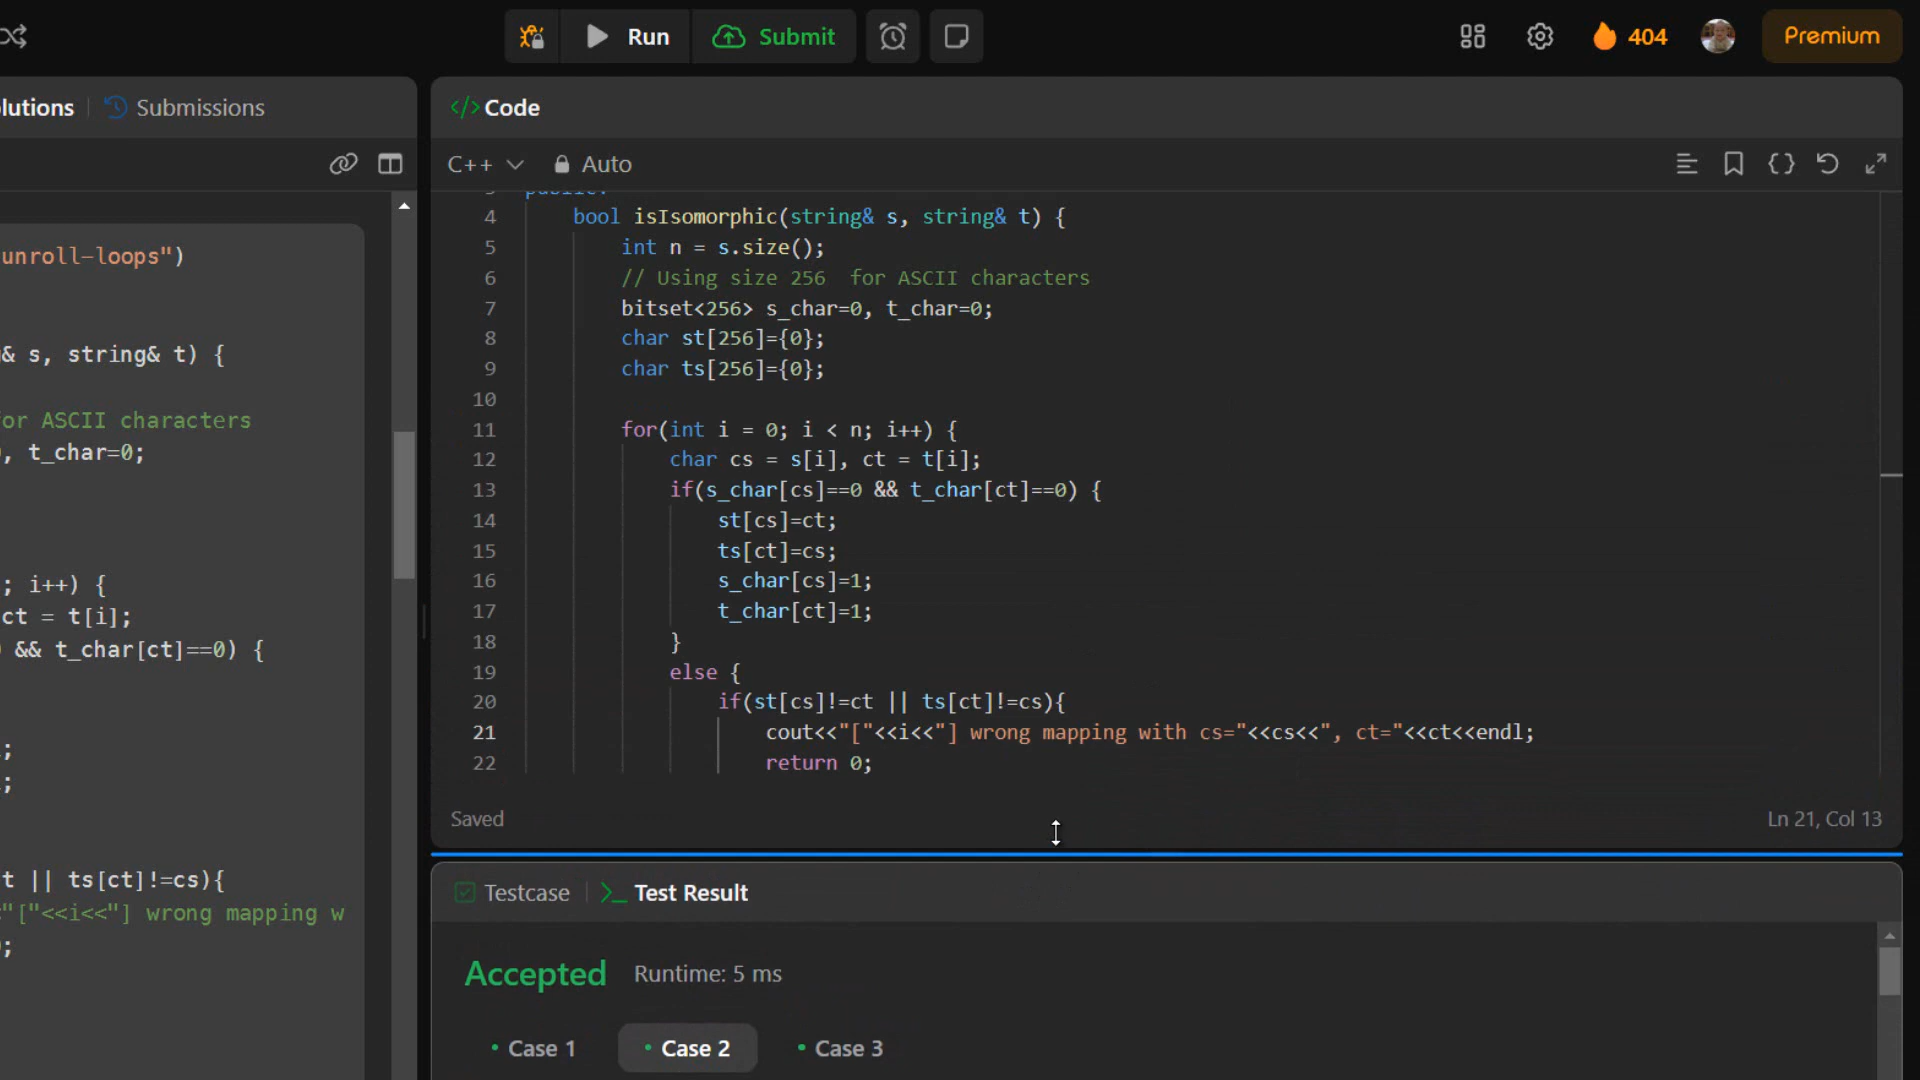 Run
Submit
404
Premium
olutions
Submissions
Code
C++
Auto
unroll-loops")
& s, string& t) {
or ASCII characters
, t_char=0;
; i++) {
ct = t[i];
&& t_char[ct]==0) {
;
;
t || ts[ct]!=cs){
"["<<i<<"] wrong mapping w
;
public:
4 bool isIsomorphic(string& s, string& t) {
5 int n = s.size();
6 // Using size 256  for ASCII characters
7 bitset<256> s_char=0, t_char=0;
8 char st[256]={0};
9 char ts[256]={0};
10
11 for(int i = 0; i < n; i++) {
12 char cs = s[i], ct = t[i];
13 if(s_char[cs]==0 && t_char[ct]==0) {
14 st[cs]=ct;
15 ts[ct]=cs;
16 s_char[cs]=1;
17 t_char[ct]=1;
18 }
19 else {
20 if(st[cs]!=ct || ts[ct]!=cs){
21 cout<<"["<<i<<"] wrong mapping with cs="<<cs<<", ct="<<ct<<endl;
22 return 0;
Saved
Ln 21, Col 13
Testcase
Test Result
Accepted
Runtime: 5 ms
Case 1
Case 2
Case 3